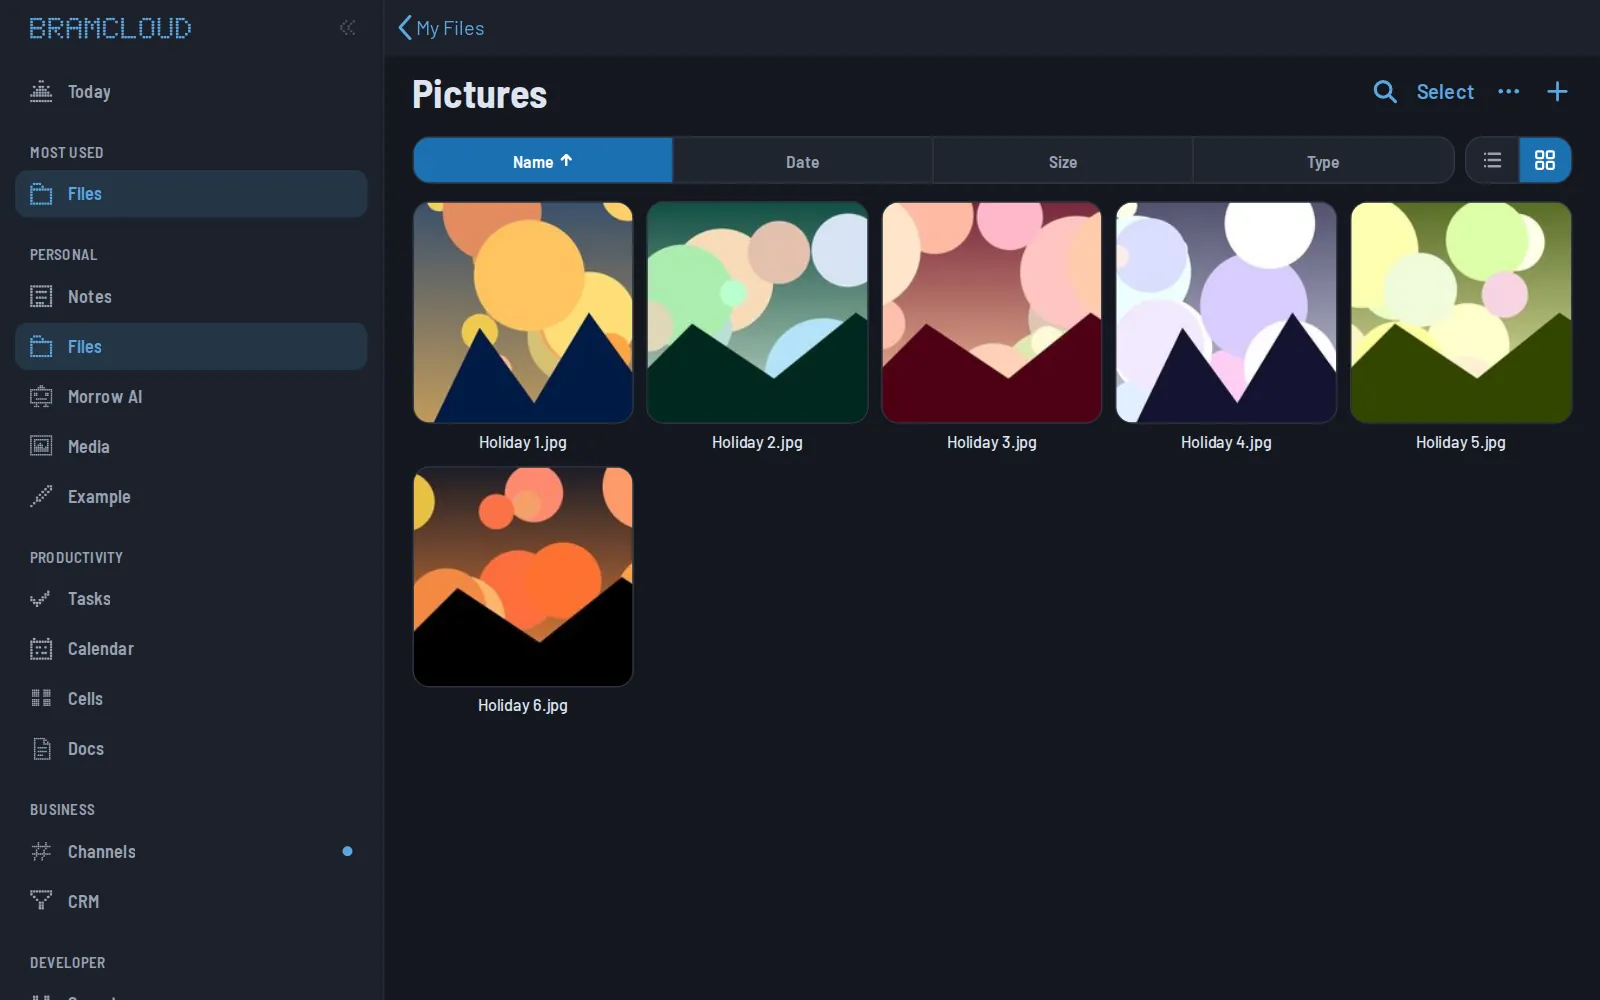 BRAMCLOUD
Today
MOST USED
Files
PERSONAL
Notes
Files
Morrow AI
Media
Example
PRODUCTIVITY
Tasks
Calendar
Cells
Docs
BUSINESS
Channels
CRM
DEVELOPER
My Files
Pictures
Select
Name
Date
Size
Type
Holiday 1.jpg
Holiday 2.jpg
Holiday 3.jpg
Holiday 4.jpg
Holiday 5.jpg
Holiday 6.jpg